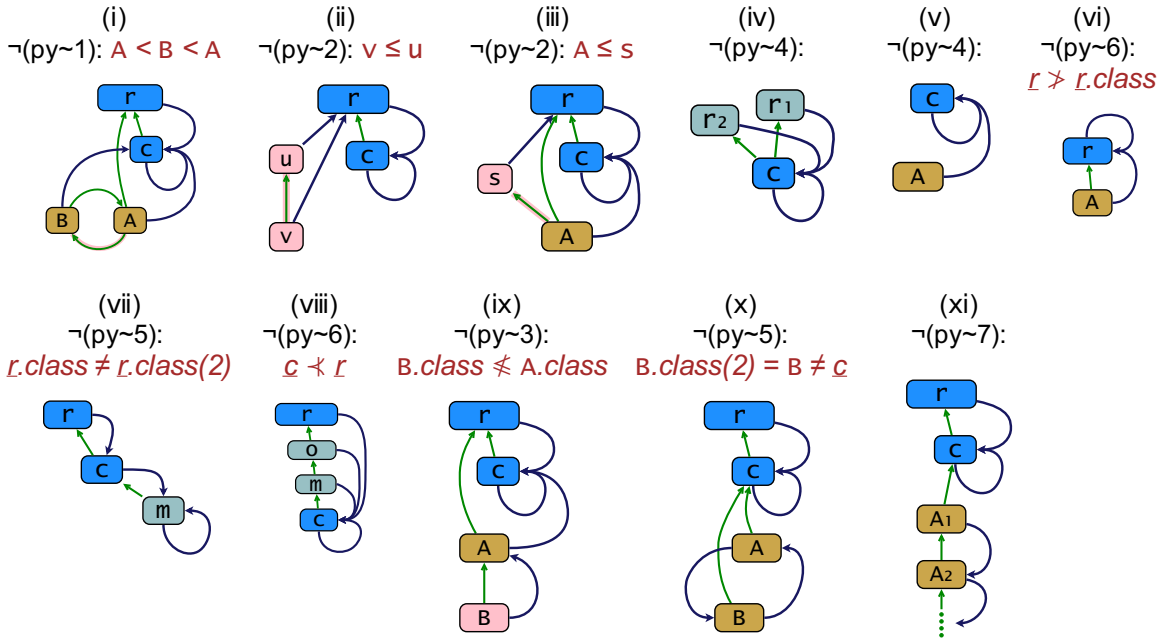 (i) (ii) (iii) (iv) (v) (vi)
¬(py~1): A < B < A ¬(py~2): v ≤ u ¬(py~2): A ≤ s ¬(py~4): ¬(py~4): ¬(py~6):
r ⊁ r.class
r r r r₂ r₁ c r
c c c c A A
B A u v s A
(vii) (viii) (ix) (x) (xi)
¬(py~5): ¬(py~6): ¬(py~3): ¬(py~5): ¬(py~7):
r.class ≠ r.class(2) c ⊀ r B.class ≮ A.class B.class(2) = B ≠ c
r r r r r
c o c c c
m m A A A₁
c B B A₂